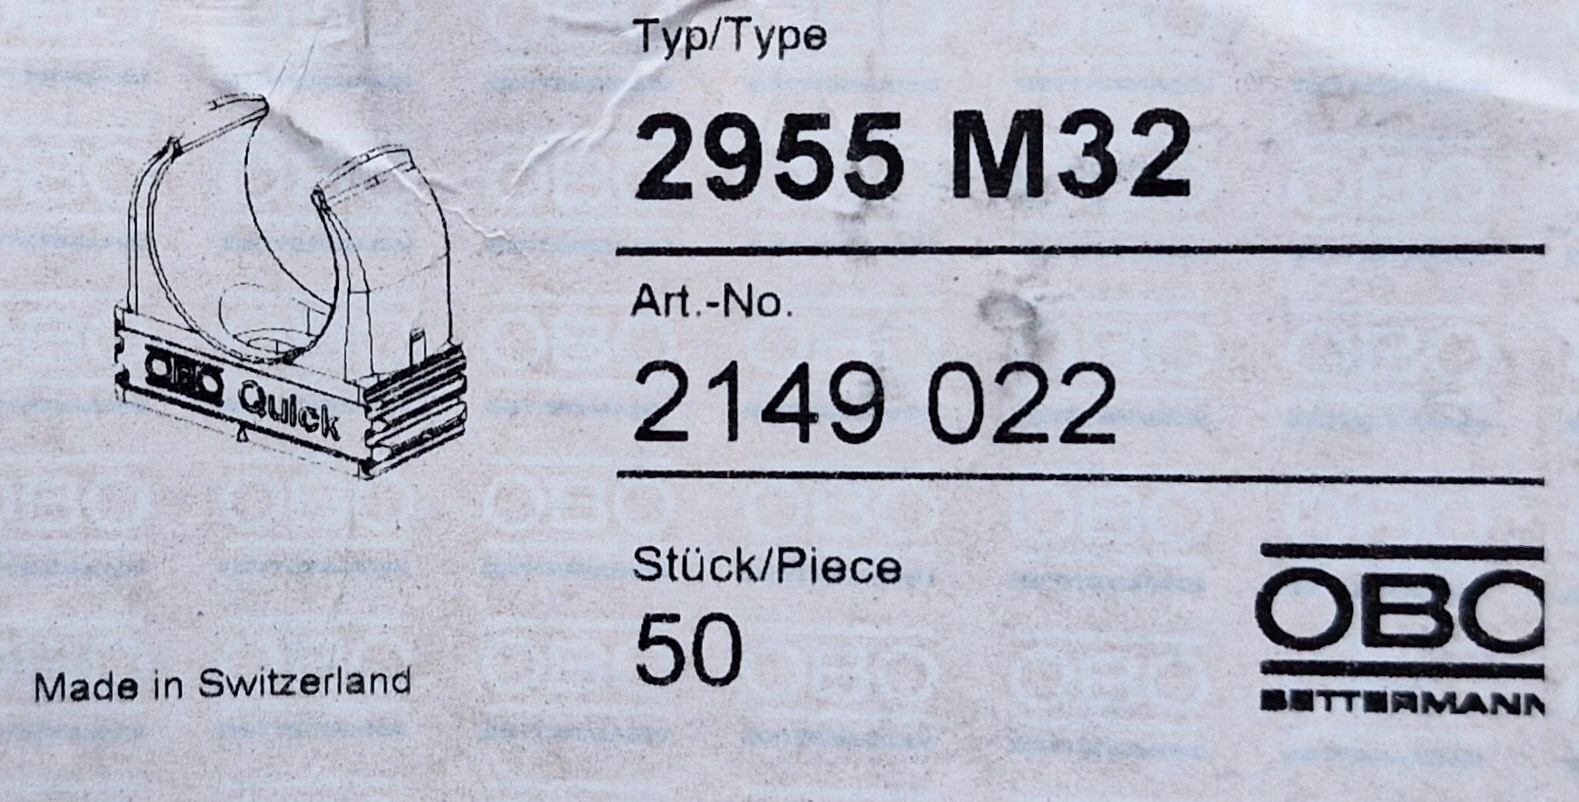 Typ/Type
2955 M32
Art.-No.
2149 022
OBO Quick
Stück/Piece
50
Made in Switzerland
OBO
BETTERMANN